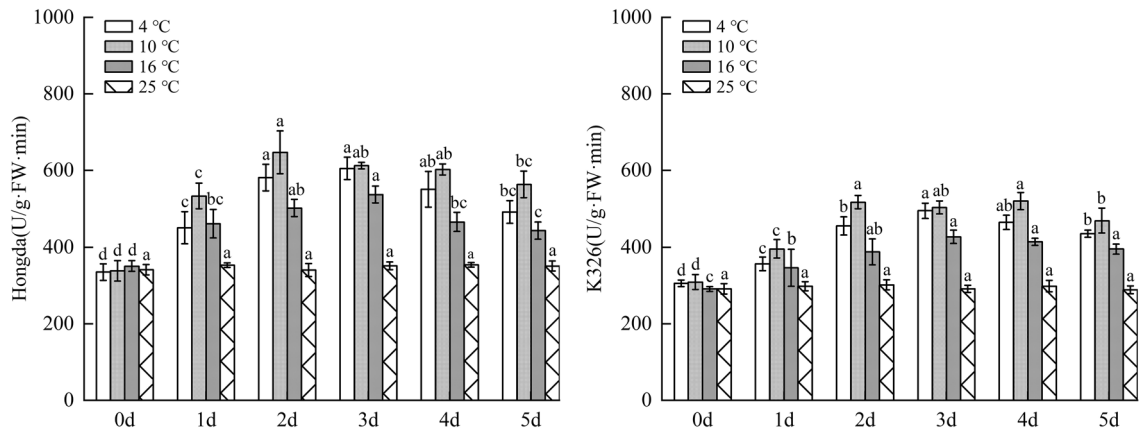 1000
800
600
400
200
0
Hongda(U/g·FW·min)
4 ℃
10 ℃
16 ℃
25 ℃
d d d a
a c bc a
a a ab a
a ab a a
ab ab bc a
bc bc c a
0d 1d 2d 3d 4d 5d
1000
800
600
400
200
0
K326(U/g·FW·min)
4 ℃
10 ℃
16 ℃
25 ℃
d d c a
c c b a
b a ab a
a ab a a
ab a a a
b b a a
0d 1d 2d 3d 4d 5d